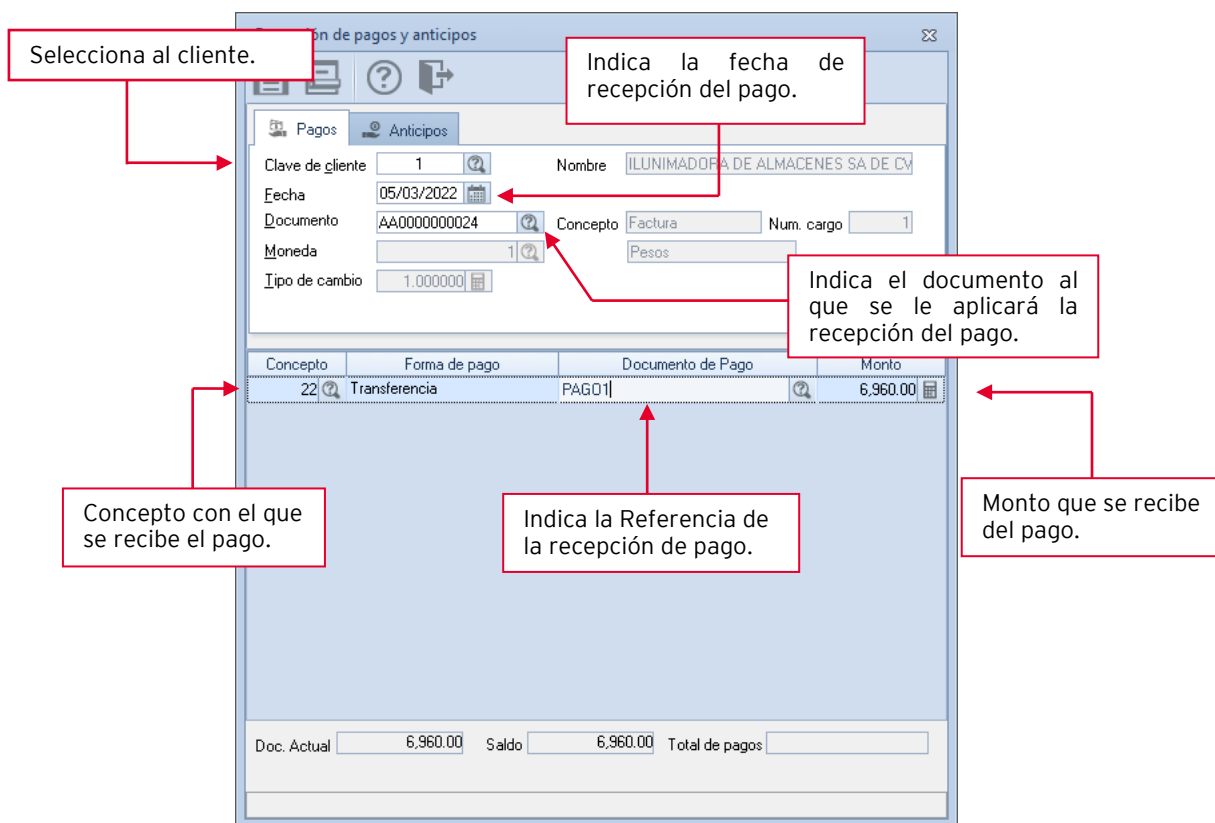 ón de pagos y anticipos
Selecciona al cliente.
Indica la fecha de
recepción del pago.
Pagos Anticipos
Clave de cliente 1 Nombre ILUNIMADORA DE ALMACENES SA DE CV
Fecha 05/03/2022
Documento AA0000000024 Concepto Factura Num. cargo 1
Moneda 1 Pesos
Tipo de cambio 1.000000
Indica el documento al
que se le aplicará la
recepción del pago.
Concepto Forma de pago Documento de Pago Monto
22 Transferencia PAGO1 6,960.00
Concepto con el que
se recibe el pago.
Indica la Referencia de
la recepción de pago.
Monto que se recibe
del pago.
Doc. Actual 6,960.00 Saldo 6,960.00 Total de pagos